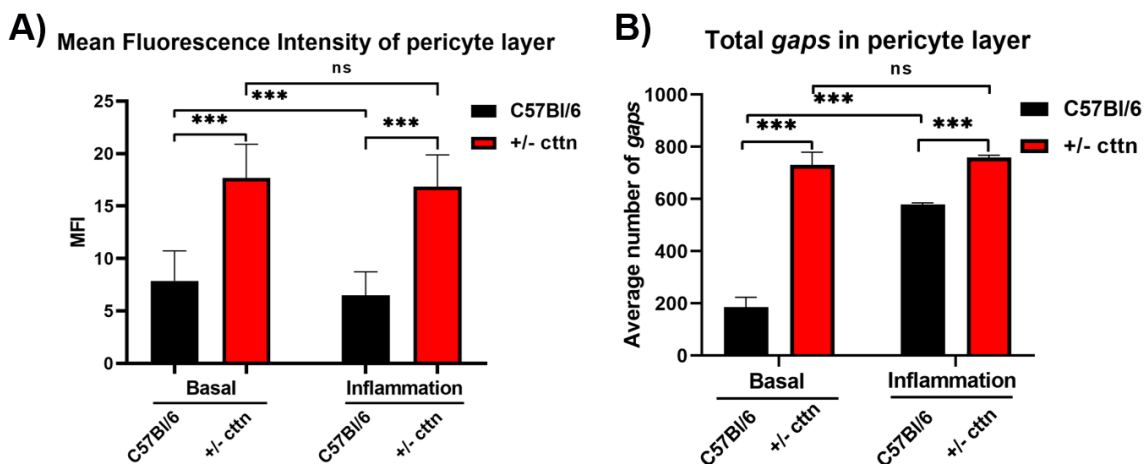 A) Mean Fluorescence Intensity of pericyte layer
ns
***
***
***
C57Bl/6
+/- cttn
MFI
25
20
15
10
5
0
Basal
Inflammation
C57Bl/6
+/- cttn
C57Bl/6
+/- cttn
B) Total gaps in pericyte layer
ns
***
***
***
C57Bl/6
+/- cttn
Average number of gaps
1000
800
600
400
200
0
Basal
Inflammation
C57Bl/6
+/- cttn
C57Bl/6
+/- cttn